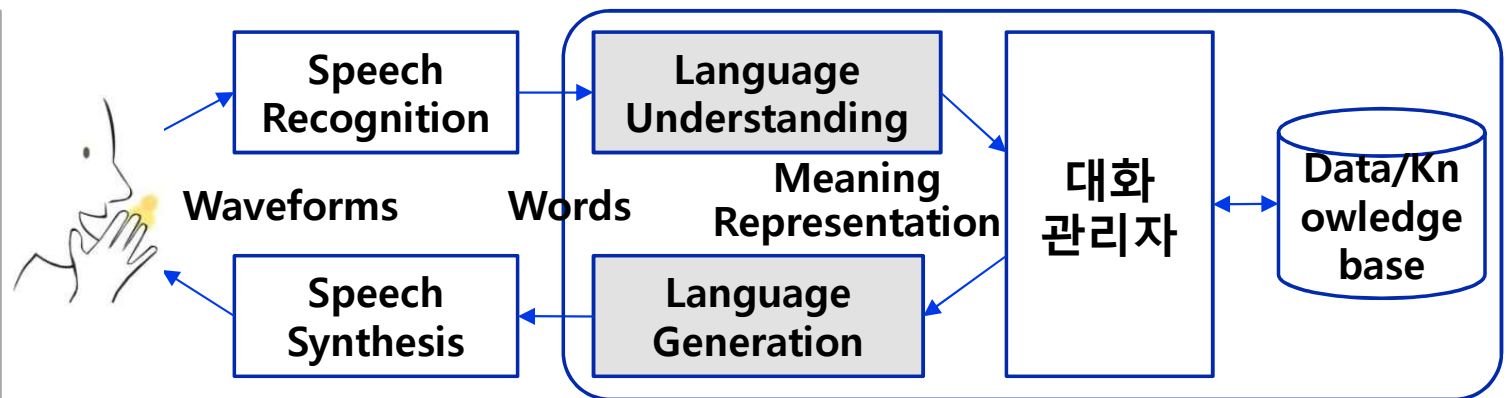 Speech
Recognition
Language
Understanding
Waveforms
Words
Meaning
Representation
대화
관리자
Data/Kn
owledge
base
Speech
Synthesis
Language
Generation